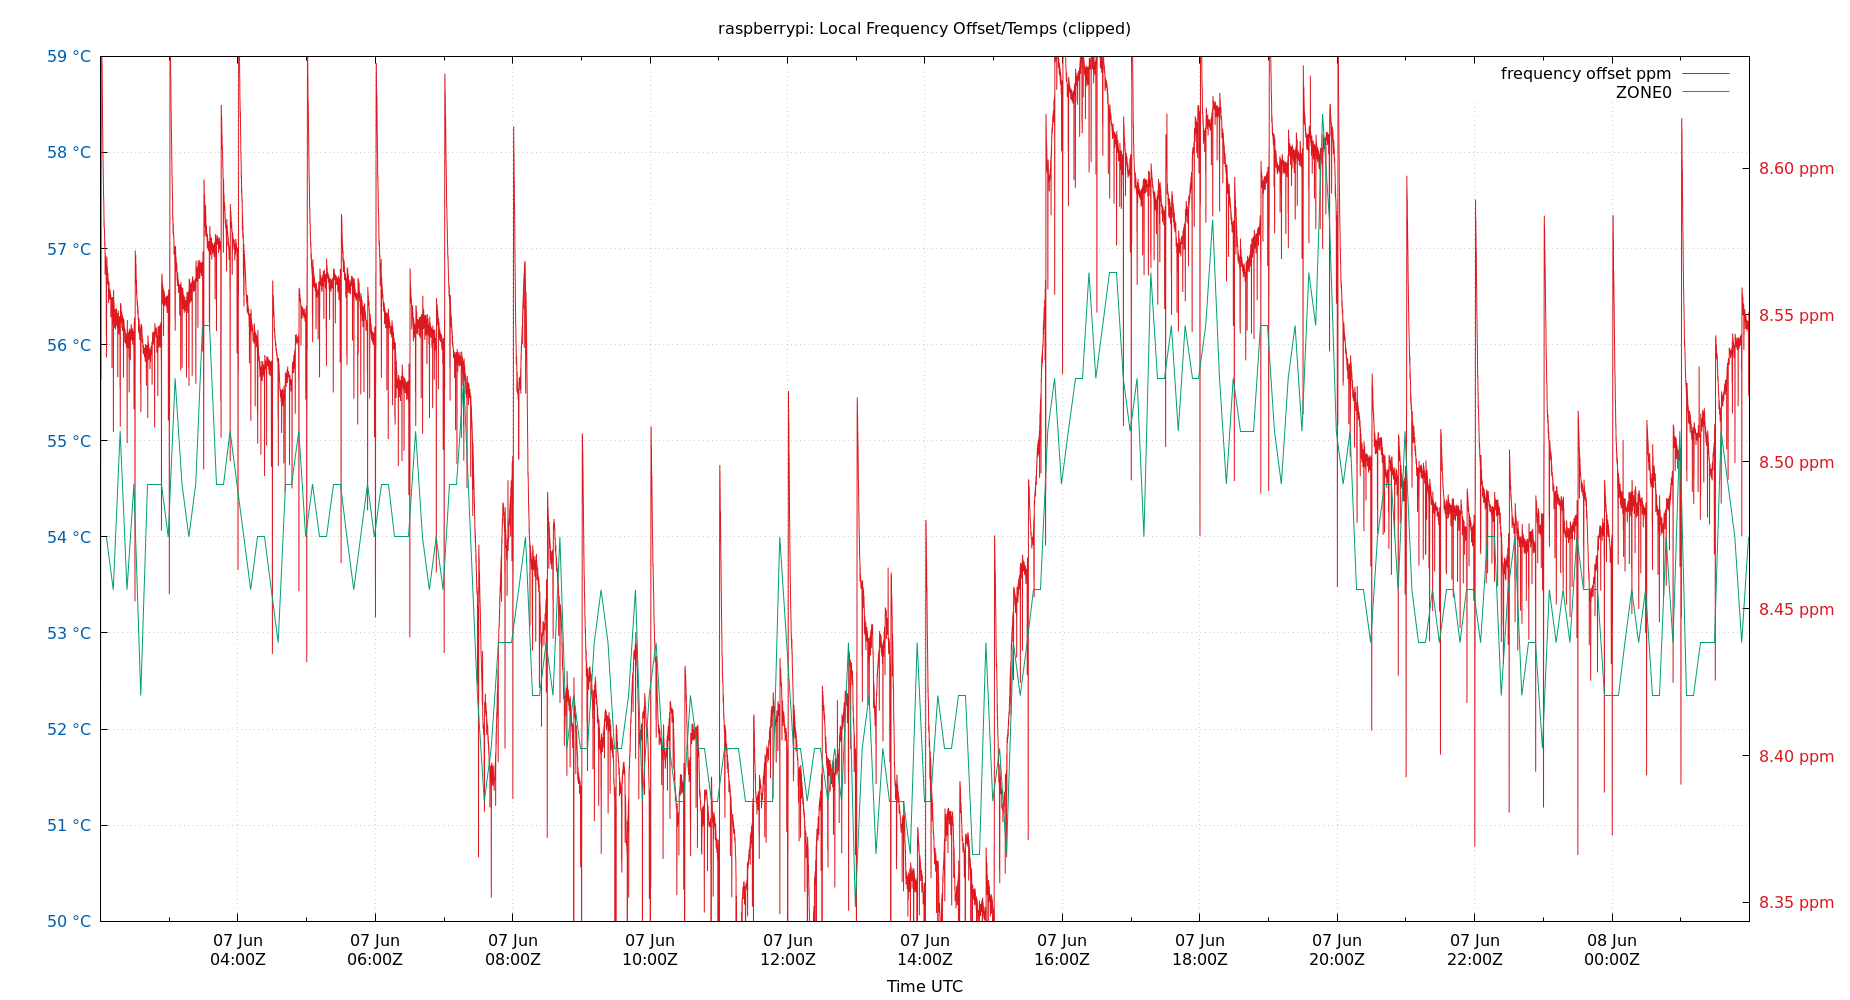 raspberrypi: Local Frequency Offset/Temps (clipped)
frequency offset ppm
ZONE0
59 °C
58 °C
57 °C
56 °C
55 °C
54 °C
53 °C
52 °C
51 °C
50 °C
8.60 ppm
8.55 ppm
8.50 ppm
8.45 ppm
8.40 ppm
8.35 ppm
07 Jun 07 Jun 07 Jun 07 Jun 07 Jun 07 Jun 07 Jun 07 Jun 07 Jun 07 Jun 08 Jun
04:00Z 06:00Z 08:00Z 10:00Z 12:00Z 14:00Z 16:00Z 18:00Z 20:00Z 22:00Z 00:00Z
Time UTC